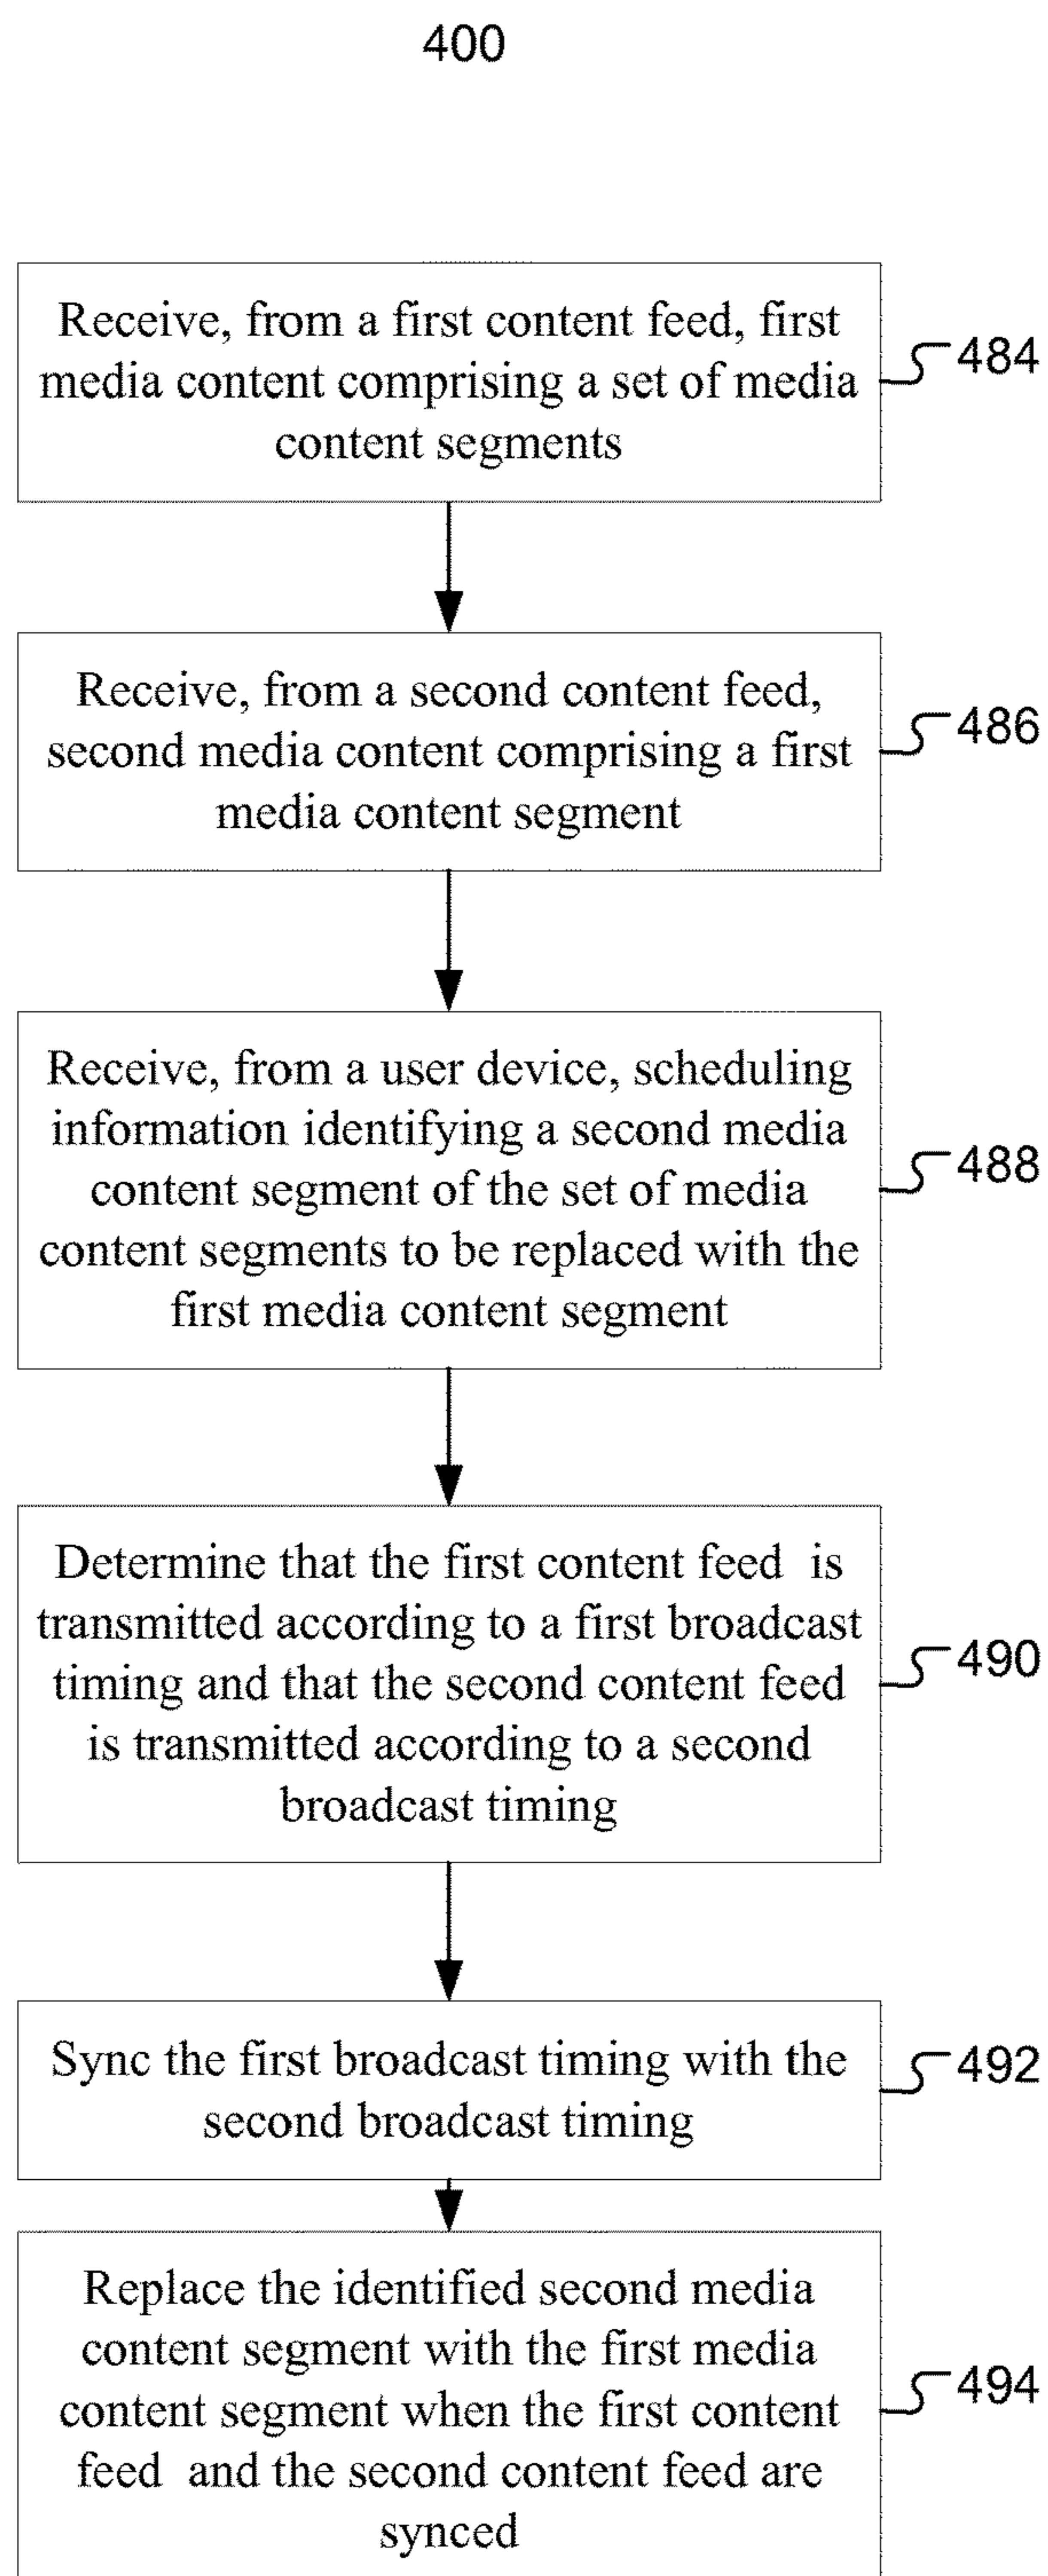 400
Receive, from a first content feed, first
media content comprising a set of media
content segments
484
Receive, from a second content feed,
second media content comprising a first
media content segment
486
Receive, from a user device, scheduling
information identifying a second media
content segment of the set of media
content segments to be replaced with the
first media content segment
488
Determine that the first content feed is
transmitted according to a first broadcast
timing and that the second content feed
is transmitted according to a second
broadcast timing
490
Sync the first broadcast timing with the
second broadcast timing
492
Replace the identified second media
content segment with the first media
content segment when the first content
feed and the second content feed are
synced
494